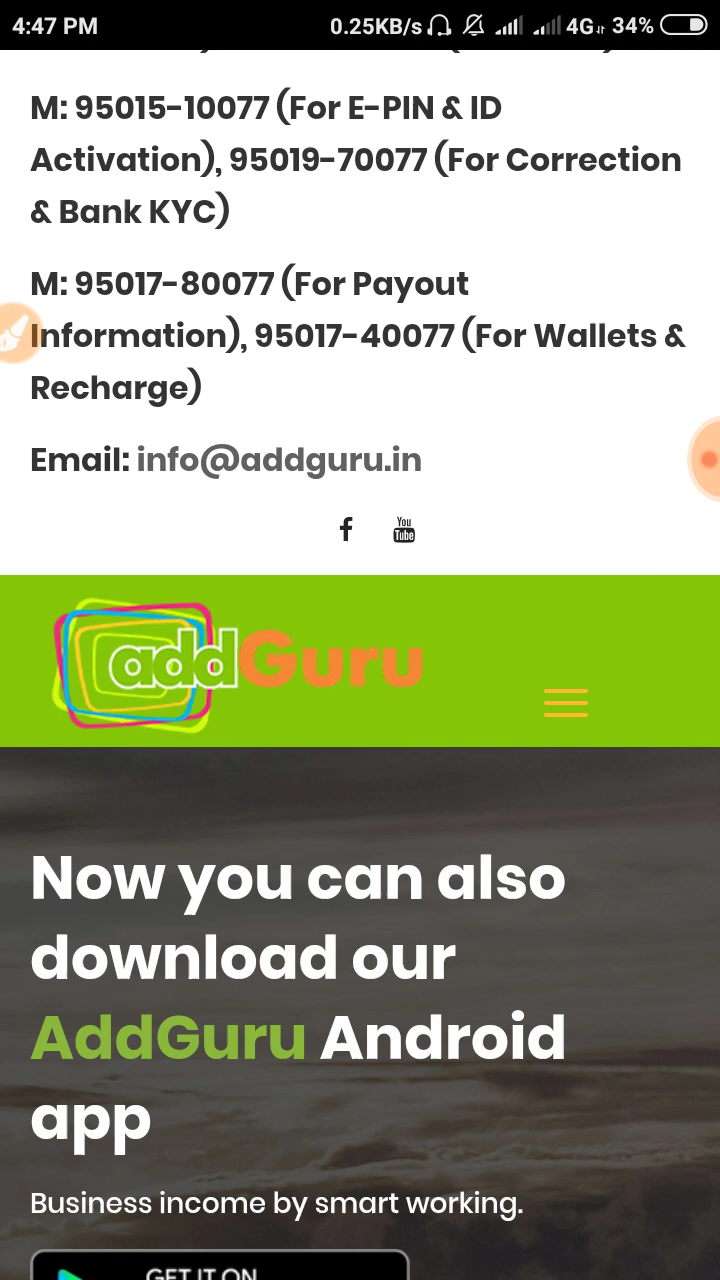 4:47 PM 0.25KB/s 4G 34%
M: 95015-10077 (For E-PIN & ID
Activation), 95019-70077 (For Correction
& Bank KYC)
M: 95017-80077 (For Payout
Information), 95017-40077 (For Wallets &
Recharge)
Email: info@addguru.in
f You Tube
addGuru
Now you can also
download our
AddGuru Android
app
Business income by smart working.
GET IT ON